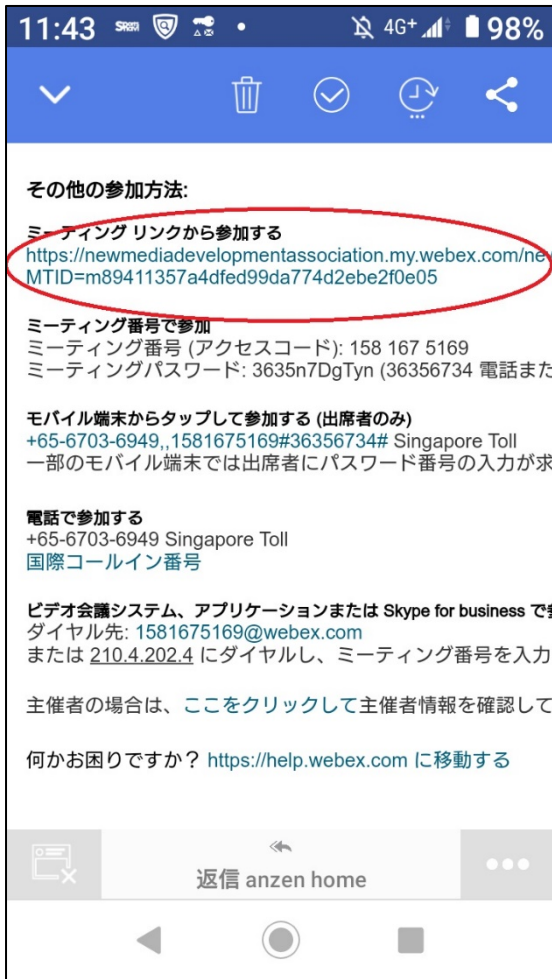 11:43 4G+ 98%
その他の参加方法:
ミーティング リンクから参加する
https://newmediadevelopmentassociation.my.webex.com/ne
MTID=m89411357a4dfed99da774d2ebe2f0e05
ミーティング番号で参加
ミーティング番号 (アクセスコード): 158 167 5169
ミーティングパスワード: 3635n7DgTyn (36356734 電話また
モバイル端末からタップして参加する (出席者のみ)
+65-6703-6949,,1581675169#36356734# Singapore Toll
一部のモバイル端末では出席者にパスワード番号の入力が求
電話で参加する
+65-6703-6949 Singapore Toll
国際コールイン番号
ビデオ会議システム、アプリケーションまたは Skype for business で
ダイヤル先: 1581675169@webex.com
または 210.4.202.4 にダイヤルし、ミーティング番号を入力
主催者の場合は、ここをクリックして主催者情報を確認して
何かお困りですか? https://help.webex.com に移動する
返信 anzen home